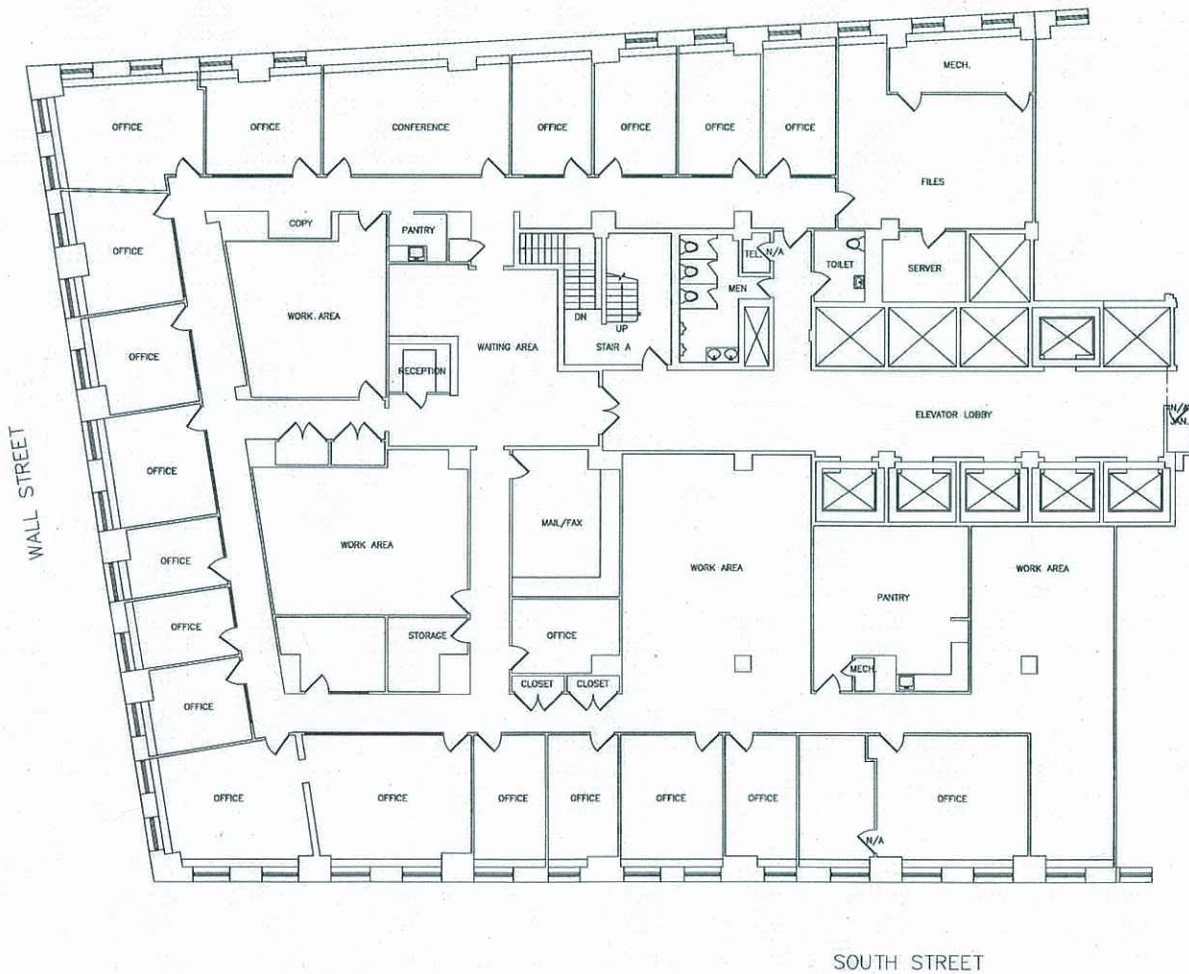 MECH.
OFFICE
OFFICE
CONFERENCE
OFFICE
OFFICE
OFFICE
OFFICE
FILES
COPY
PANTRY
OFFICE
TEL.
N/A
TOILET
SERVER
MEN
WORK AREA
DN
UP
WAITING AREA
STAIR A
OFFICE
RECEPTION
ELEVATOR LOBBY
N/A
JAN.
OFFICE
WALL STREET
MAIL/FAX
WORK AREA
OFFICE
WORK AREA
WORK AREA
PANTRY
OFFICE
STORAGE
OFFICE
MECH.
CLOSET
CLOSET
OFFICE
OFFICE
OFFICE
OFFICE
OFFICE
OFFICE
OFFICE
OFFICE
N/A
SOUTH STREET